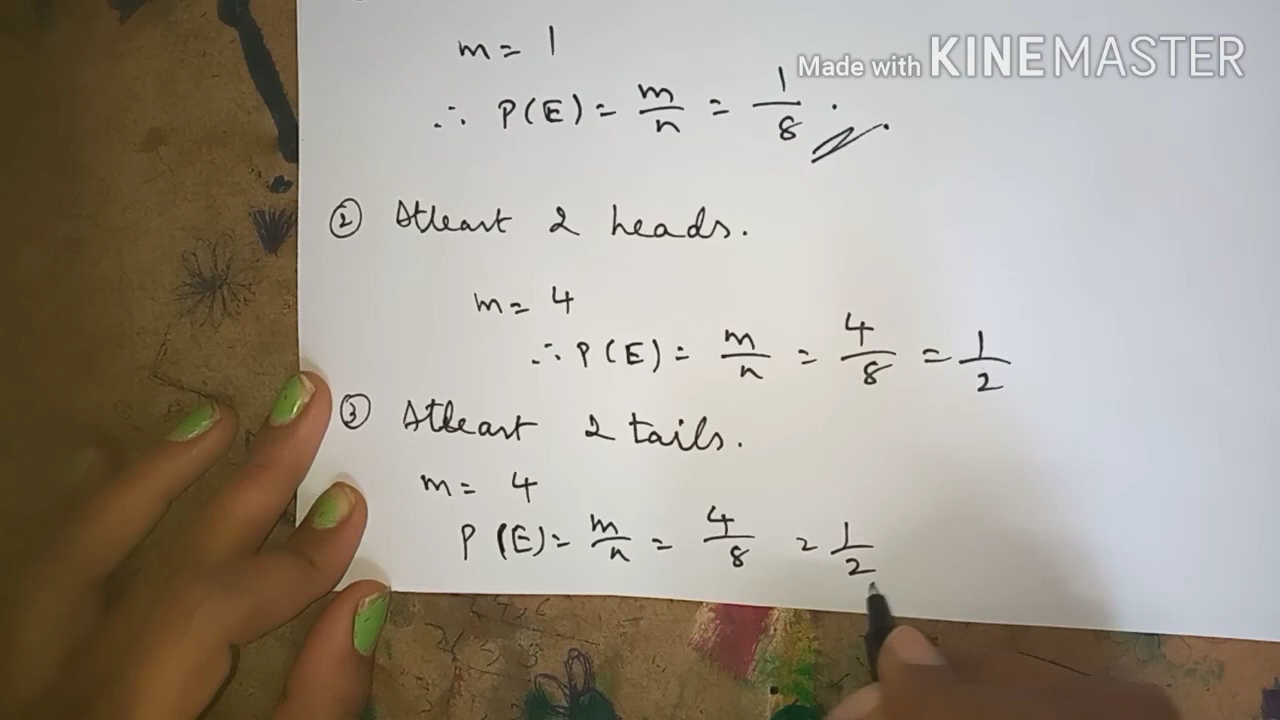 Made with KINEMASTER
m = 1
∴ P(E) = m/n = 1/8.
② Atleast 2 heads.
m = 4
∴ P(E) = m/n = 4/8 = 1/2
③ Atleast 2 tails.
m = 4
P(E) = m/n = 4/8 = 1/2